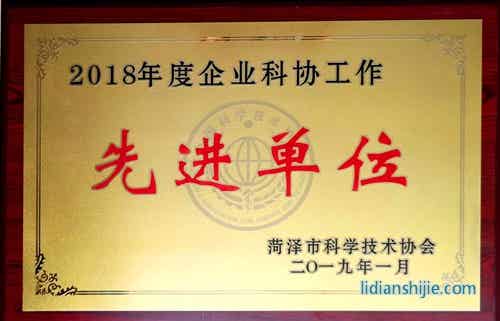 2018年度企业科协工作
先进单位
菏泽市科学技术协会
二〇一九年一月
lidianshijie.com